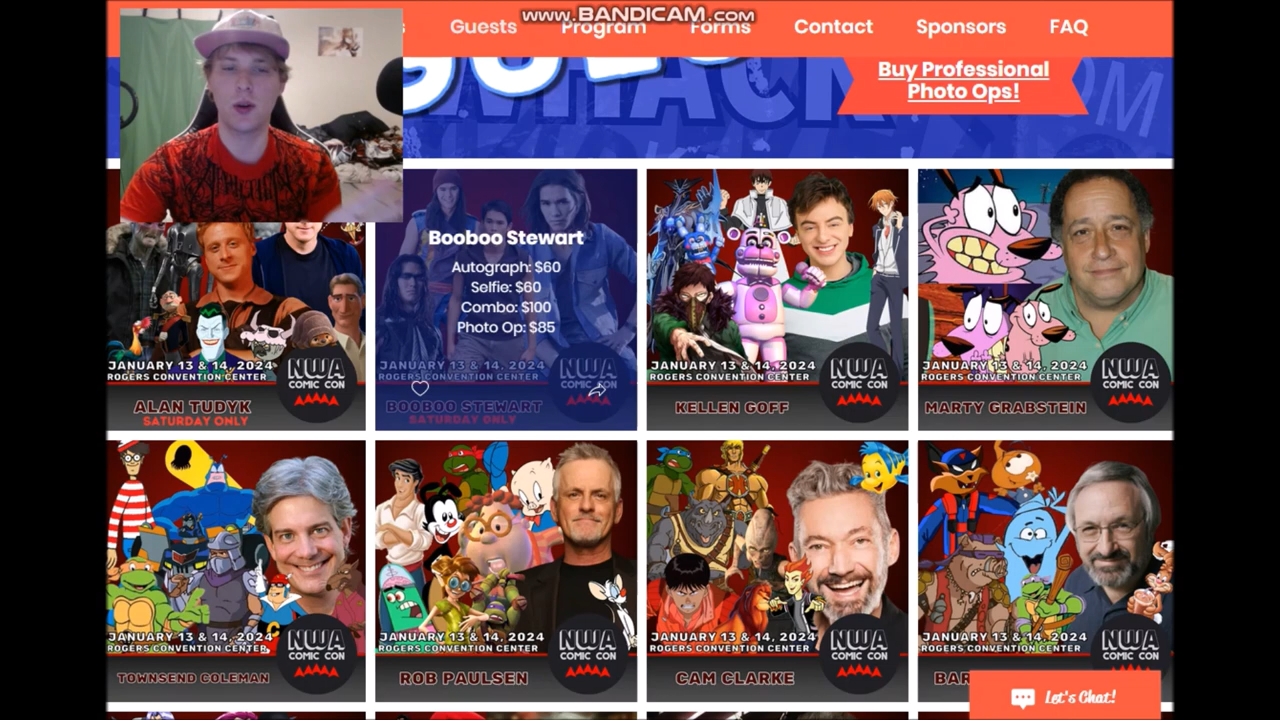 www.BANDICAM.com
Guests
Program
Forms
Contact
Sponsors
FAQ
Buy Professional
Photo Ops!
Booboo Stewart
Autograph: $60
Selfie: $60
Combo: $100
Photo Op: $85
JANUARY 13 & 14, 2024
ROGERS CONVENTION CENTER
NWA
COMIC CON
ALAN TUDYK
SATURDAY ONLY
JANUARY 13 & 14, 2024
ROGERS CONVENTION CENTER
NWA
COMIC CON
BOOBOO STEWART
SATURDAY ONLY
JANUARY 13 & 14, 2024
ROGERS CONVENTION CENTER
NWA
COMIC CON
KELLEN GOFF
JANUARY 13 & 14, 2024
ROGERS CONVENTION CENTER
NWA
COMIC CON
MARTY GRABSTEIN
JANUARY 13 & 14, 2024
ROGERS CONVENTION CENTER
NWA
COMIC CON
TOWNSEND COLEMAN
JANUARY 13 & 14, 2024
ROGERS CONVENTION CENTER
NWA
COMIC CON
ROB PAULSEN
JANUARY 13 & 14, 2024
ROGERS CONVENTION CENTER
NWA
COMIC CON
CAM CLARKE
JANUARY 13 & 14, 2024
ROGERS CONVENTION CENTER
NWA
COMIC CON
BAR
Let's Chat!